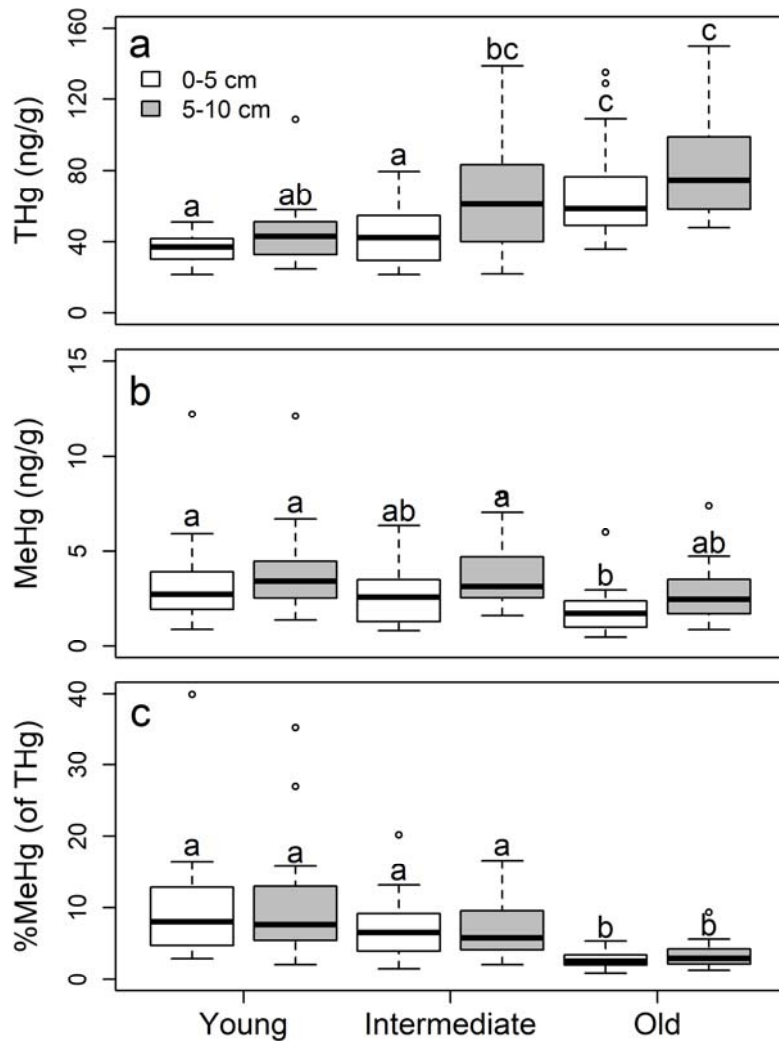 a
0-5 cm
5-10 cm
THg (ng/g)
160
120
80
40
0
a
ab
a
bc
c
c
b
MeHg (ng/g)
15
10
5
0
a
a
ab
a
b
ab
c
%MeHg (of THg)
40
30
20
10
0
a
a
a
a
b
b
Young Intermediate Old